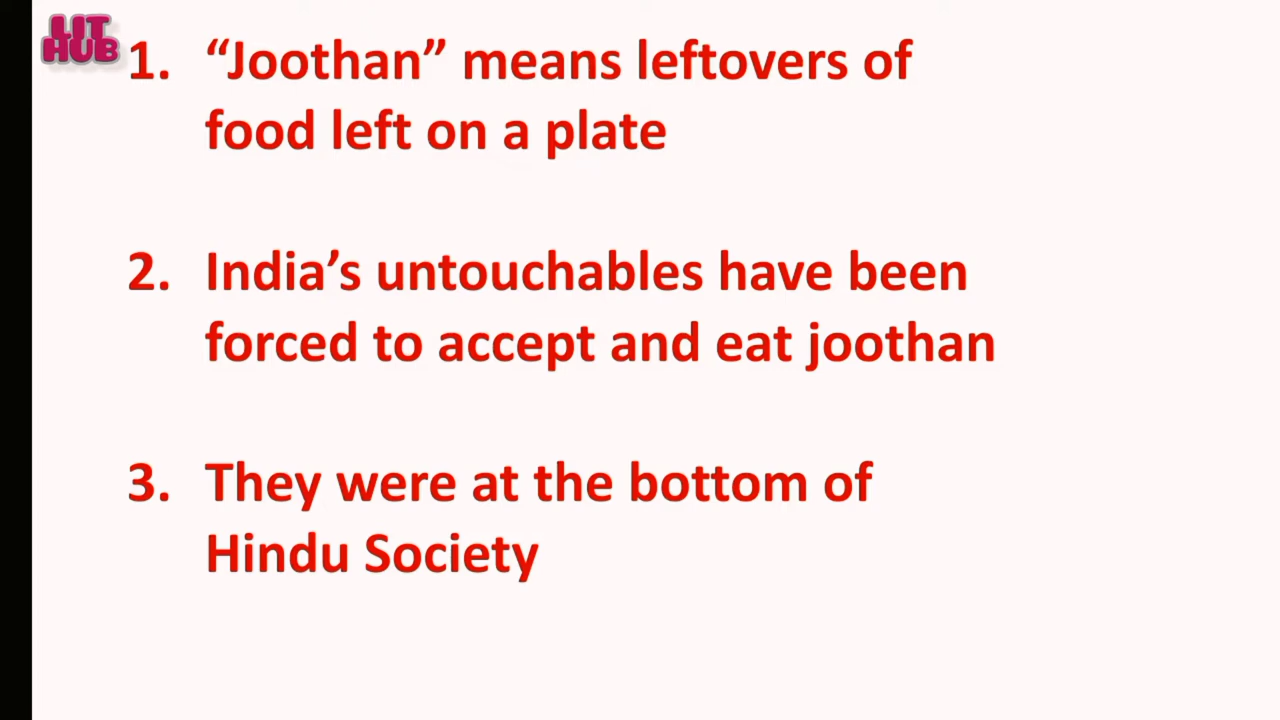 LIT
HUB
1. “Joothan” means leftovers of
food left on a plate
2. India’s untouchables have been
forced to accept and eat joothan
3. They were at the bottom of
Hindu Society